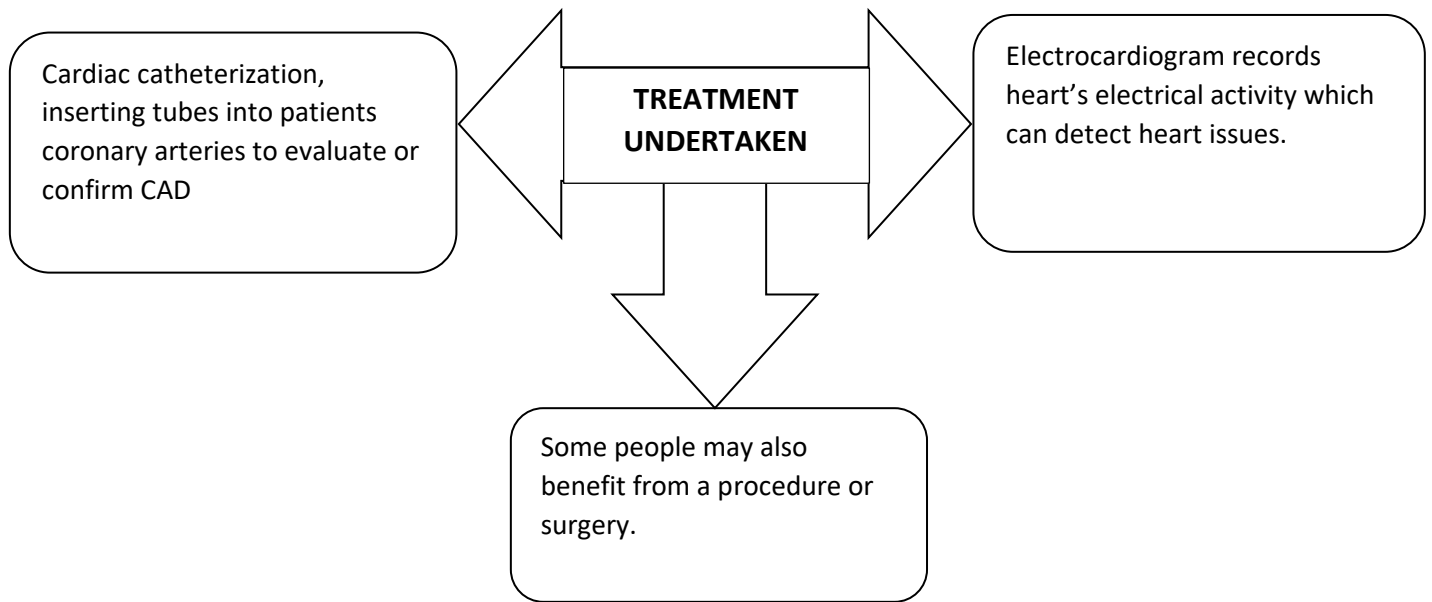 Cardiac catheterization,
inserting tubes into patients
coronary arteries to evaluate or
confirm CAD
TREATMENT
UNDERTAKEN
Electrocardiogram records
heart’s electrical activity which
can detect heart issues.
Some people may also
benefit from a procedure or
surgery.